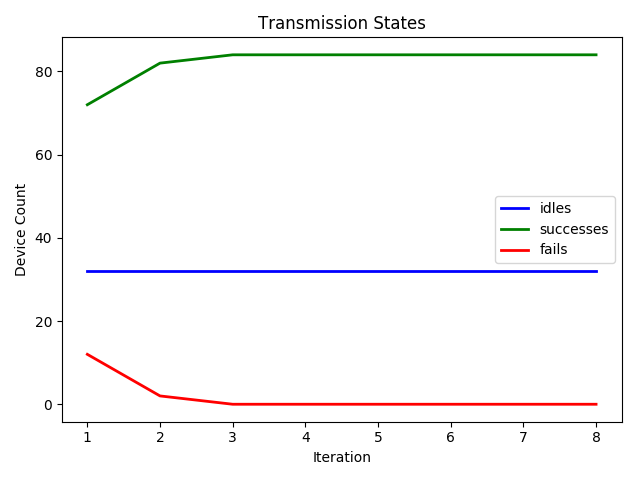 Transmission States
Device Count
80
60
40
20
0
idles
successes
fails
1 2 3 4 5 6 7 8
Iteration